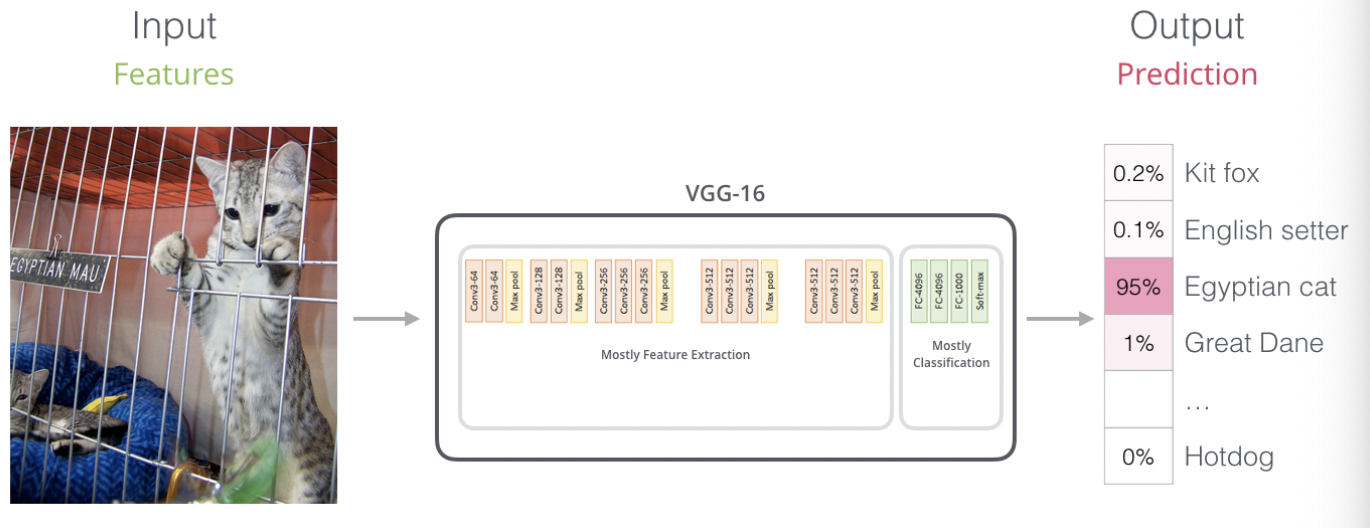 Input
Features
Output
Prediction
EGYPTIAN MAU
VGG-16
Conv3-64
Conv3-64
Max pool
Conv3-128
Conv3-128
Max pool
Conv3-256
Conv3-256
Conv3-256
Max pool
Conv3-512
Conv3-512
Conv3-512
Max pool
Conv3-512
Conv3-512
Conv3-512
Max pool
Mostly Feature Extraction
FC-4096
FC-4096
FC-1000
Soft-max
Mostly
Classification
0.2% Kit fox
0.1% English setter
95% Egyptian cat
1% Great Dane
...
0% Hotdog